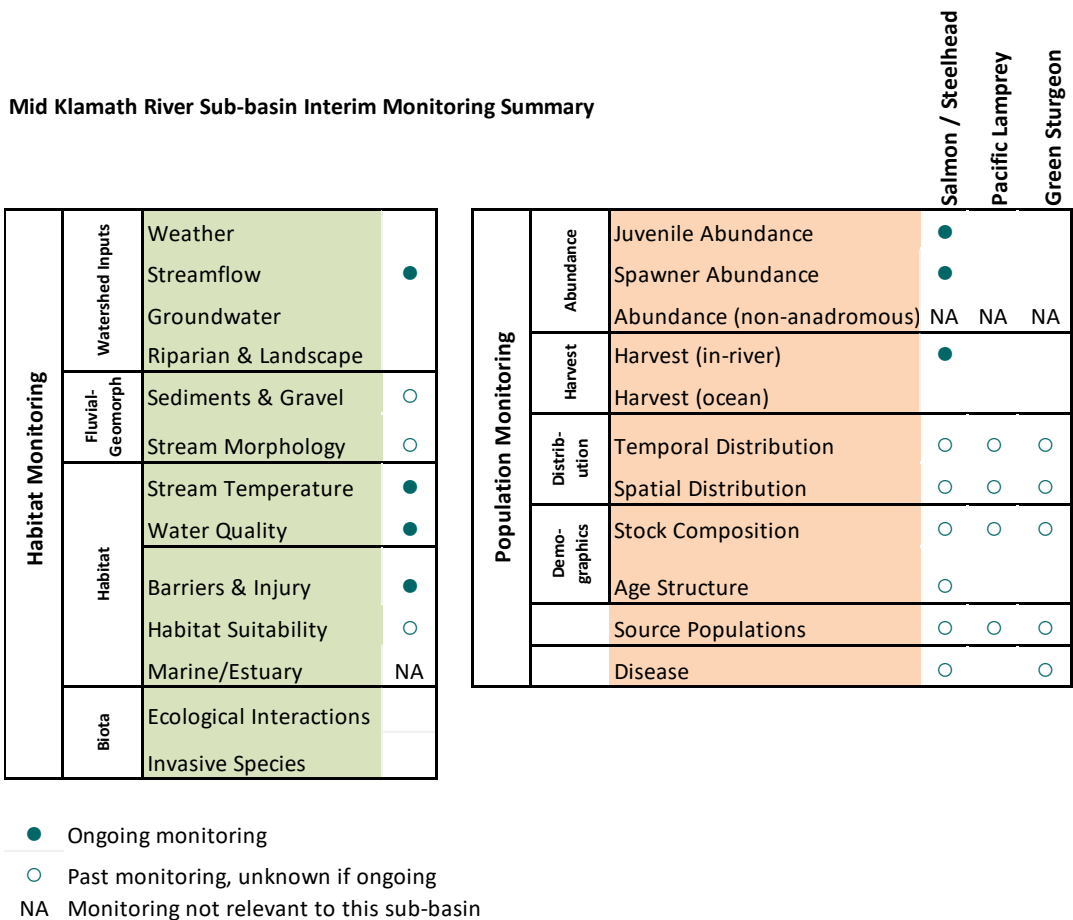 Mid Klamath River Sub-basin Interim Monitoring Summary
Salmon / Steelhead
Pacific Lamprey
Green Sturgeon
Habitat Monitoring
Watershed Inputs
Weather
Streamflow ●
Groundwater
Riparian & Landscape
Fluvial-
Geomorph
Sediments & Gravel ○
Stream Morphology ○
Habitat
Stream Temperature ●
Water Quality ●
Barriers & Injury ●
Habitat Suitability ○
Marine/Estuary NA
Biota
Ecological Interactions
Invasive Species
Population Monitoring
Abundance
Juvenile Abundance ●
Spawner Abundance ●
Abundance (non-anadromous) NA NA NA
Harvest
Harvest (in-river) ●
Harvest (ocean)
Distrib-
ution
Temporal Distribution ○ ○ ○
Spatial Distribution ○ ○ ○
Demo-
graphics
Stock Composition ○ ○ ○
Age Structure ○
Source Populations ○ ○ ○
Disease ○ ○
● Ongoing monitoring
○ Past monitoring, unknown if ongoing
NA Monitoring not relevant to this sub-basin